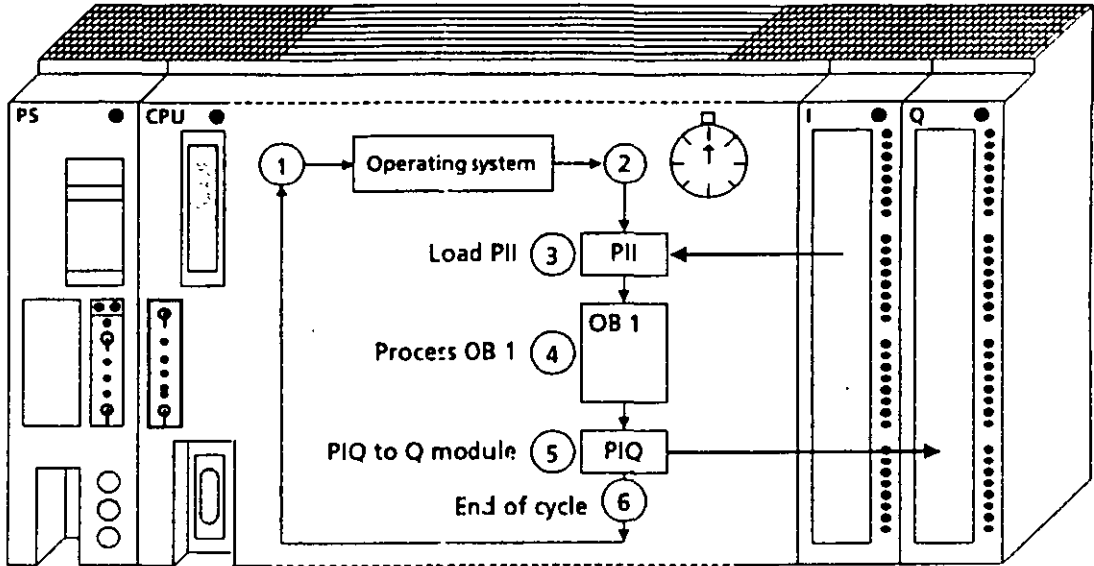 PS
CPU
I
Q
1
Operating system
2
Load PII
3
PII
OB 1
Process OB 1
4
PIQ to Q module
5
PIQ
End of cycle
6